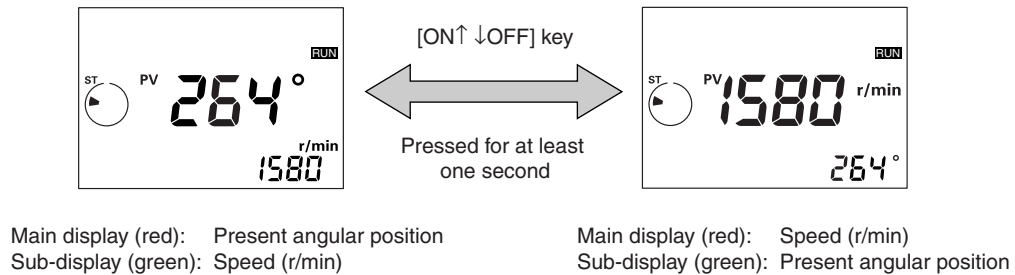 RUN
ST PV 264°
r/min
1580
[ON↑ ↓OFF] key
Pressed for at least
one second
RUN
ST PV 1580 r/min
264°
Main display (red): Present angular position
Sub-display (green): Speed (r/min)
Main display (red): Speed (r/min)
Sub-display (green): Present angular position